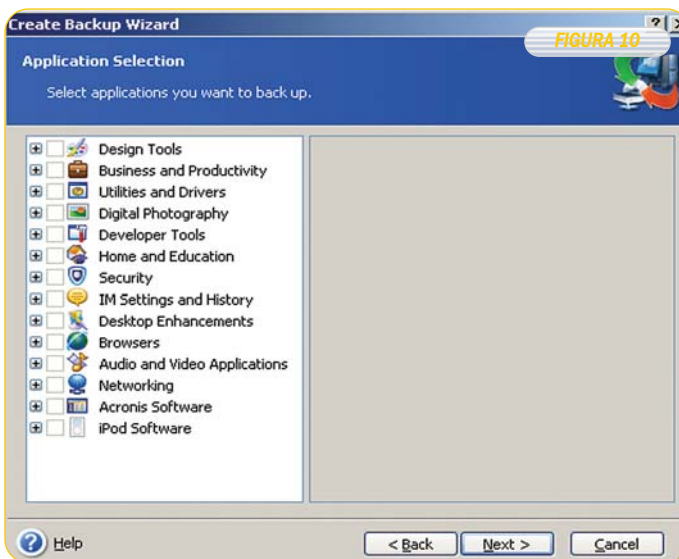 Create Backup Wizard
FIGURA 10
Application Selection
Select applications you want to back up.
Design Tools
Business and Productivity
Utilities and Drivers
Digital Photography
Developer Tools
Home and Education
Security
IM Settings and History
Desktop Enhancements
Browsers
Audio and Video Applications
Networking
Acronis Software
iPod Software
Help
< Back
Next >
Cancel